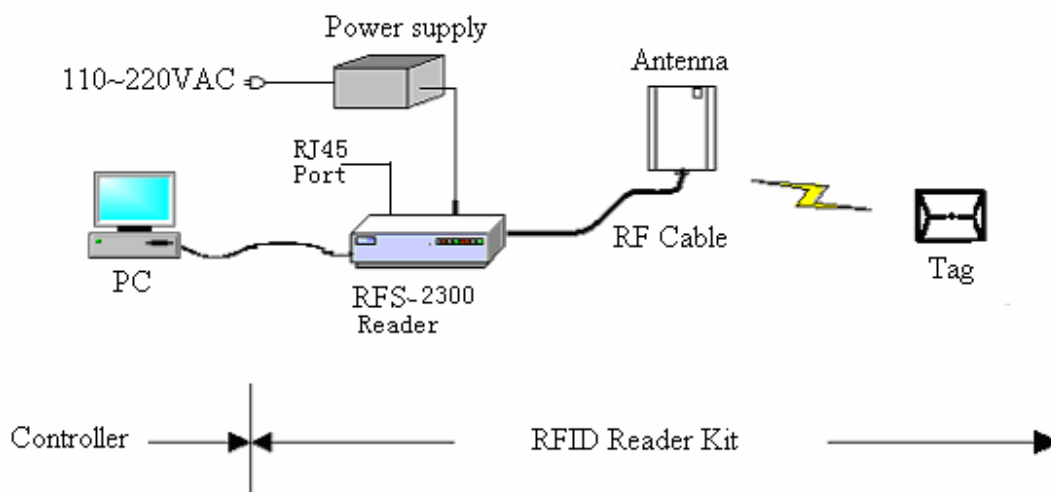 Power supply
110~220VAC
Antenna
RJ45
Port
RF Cable
PC
RFS-2300
Reader
Tag
Controller
RFID Reader Kit